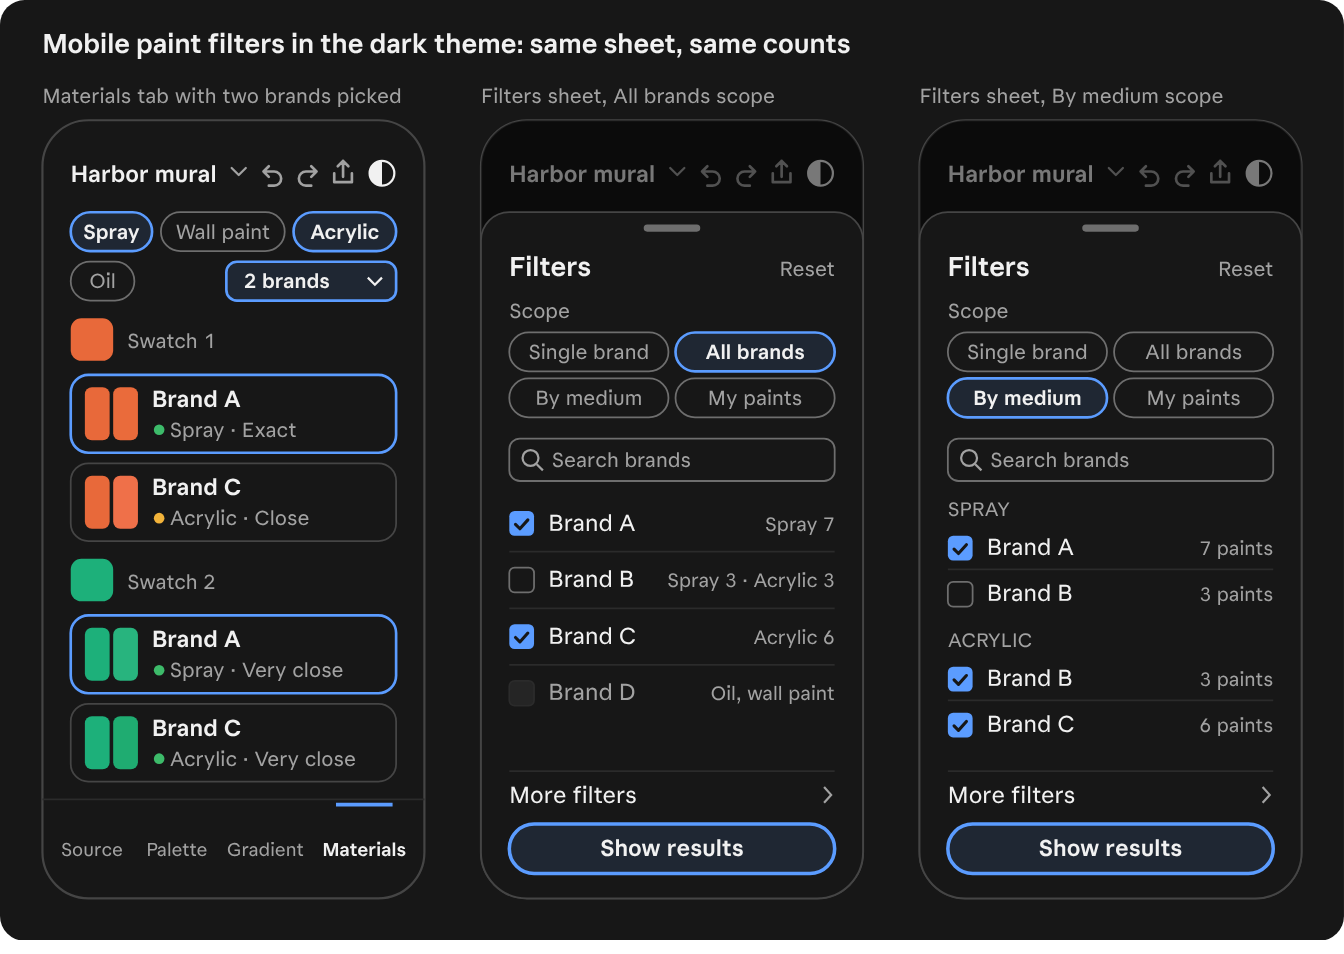 Mobile paint filters in the dark theme: same sheet, same counts
Materials tab with two brands picked
Harbor mural
Spray
Wall paint
Acrylic
Oil
2 brands
Swatch 1
Brand A
Spray · Exact
Brand C
Acrylic · Close
Swatch 2
Brand A
Spray · Very close
Brand C
Acrylic · Very close
Source
Palette
Gradient
Materials
Filters sheet, All brands scope
Harbor mural
Filters
Reset
Scope
Single brand
All brands
By medium
My paints
Search brands
Brand A
Spray 7
Brand B
Spray 3 · Acrylic 3
Brand C
Acrylic 6
Brand D
Oil, wall paint
More filters
Show results
Filters sheet, By medium scope
Harbor mural
Filters
Reset
Scope
Single brand
All brands
By medium
My paints
Search brands
SPRAY
Brand A
7 paints
Brand B
3 paints
ACRYLIC
Brand B
3 paints
Brand C
6 paints
More filters
Show results